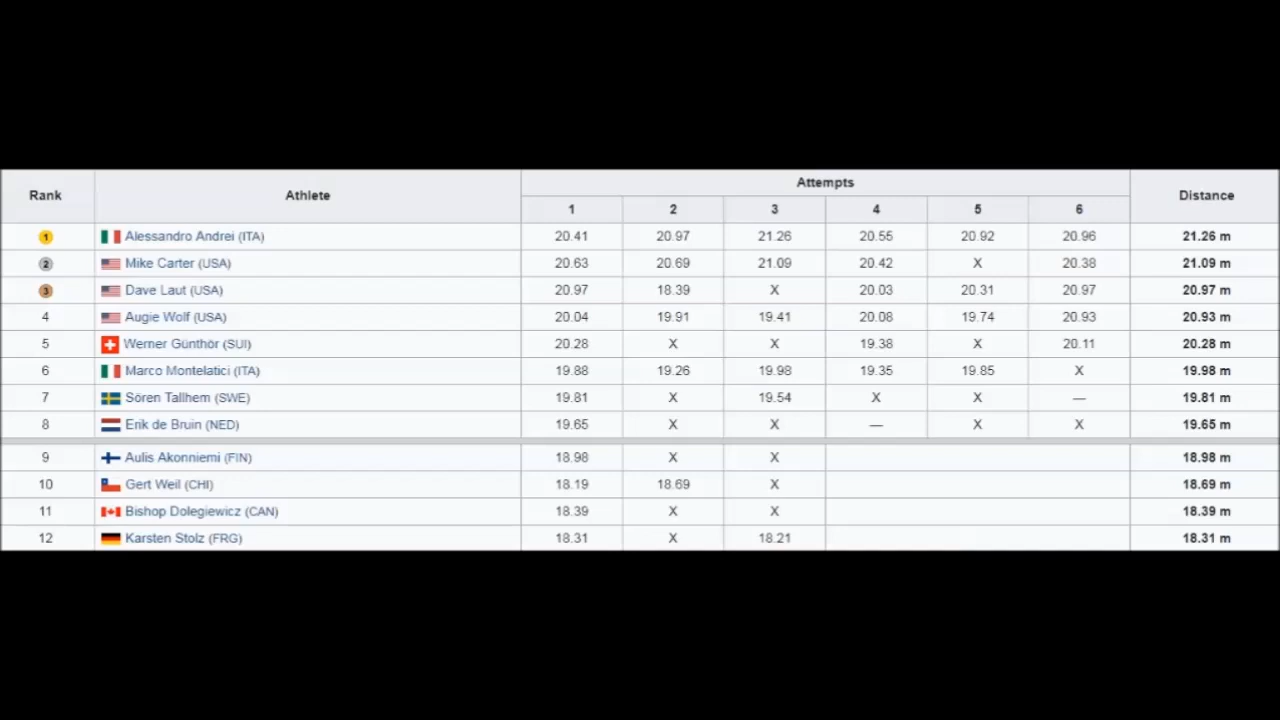 Rank Athlete Attempts Distance
1 2 3 4 5 6
1 Alessandro Andrei (ITA) 20.41 20.97 21.26 20.55 20.92 20.96 21.26 m
2 Mike Carter (USA) 20.63 20.69 21.09 20.42 X 20.38 21.09 m
3 Dave Laut (USA) 20.97 18.39 X 20.03 20.31 20.97 20.97 m
4 Augie Wolf (USA) 20.04 19.91 19.41 20.08 19.74 20.93 20.93 m
5 Werner Günthör (SUI) 20.28 X X 19.38 X 20.11 20.28 m
6 Marco Montelatici (ITA) 19.88 19.26 19.98 19.35 19.85 X 19.98 m
7 Sören Tallhem (SWE) 19.81 X 19.54 X X — 19.81 m
8 Erik de Bruin (NED) 19.65 X X — X X 19.65 m
9 Aulis Akonniemi (FIN) 18.98 X X 18.98 m
10 Gert Weil (CHI) 18.19 18.69 X 18.69 m
11 Bishop Dolegiewicz (CAN) 18.39 X X 18.39 m
12 Karsten Stolz (FRG) 18.31 X 18.21 18.31 m